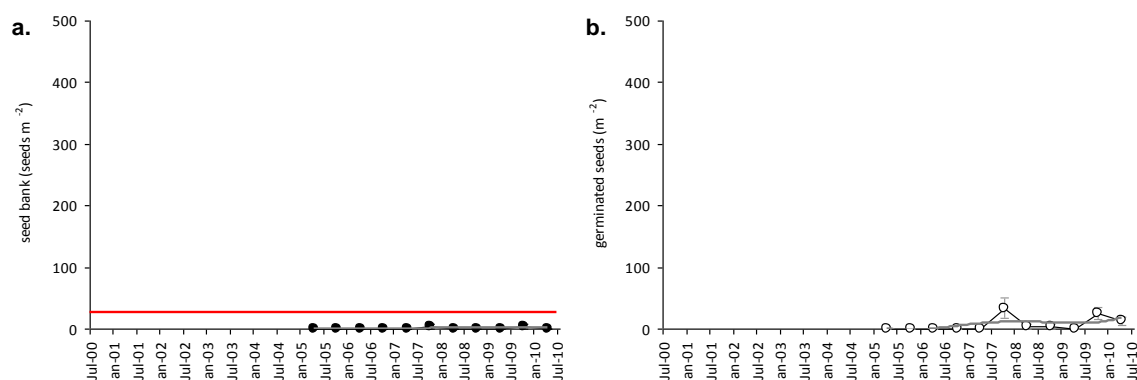 a.
500
400
300
200
100
0
seed bank (seeds m -2)
Jul-00
an-01
Jul-01
an-02
Jul-02
an-03
Jul-03
an-04
Jul-04
an-05
Jul-05
an-06
Jul-06
an-07
Jul-07
an-08
Jul-08
an-09
Jul-09
an-10
Jul-10
b.
500
400
300
200
100
0
germinated seeds (m -2)
Jul-00
an-01
Jul-01
an-02
Jul-02
an-03
Jul-03
an-04
Jul-04
an-05
Jul-05
an-06
Jul-06
an-07
Jul-07
an-08
Jul-08
an-09
Jul-09
an-10
Jul-10